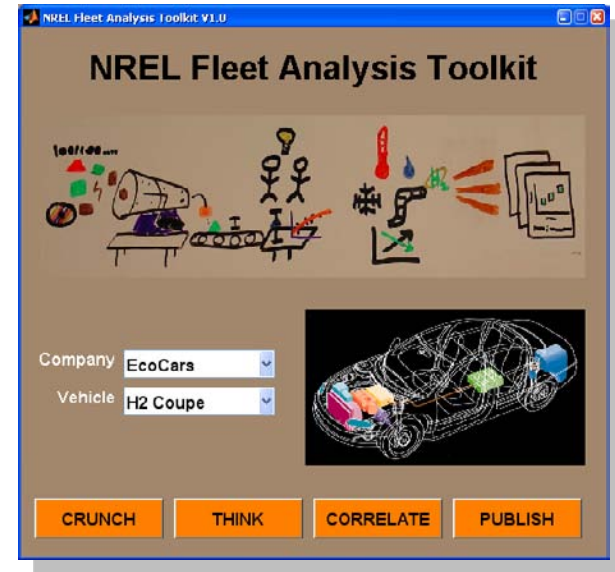 NREL Fleet Analysis Toolkit V1.0
NREL Fleet Analysis Toolkit
Company EcoCars
Vehicle H2 Coupe
CRUNCH THINK CORRELATE PUBLISH